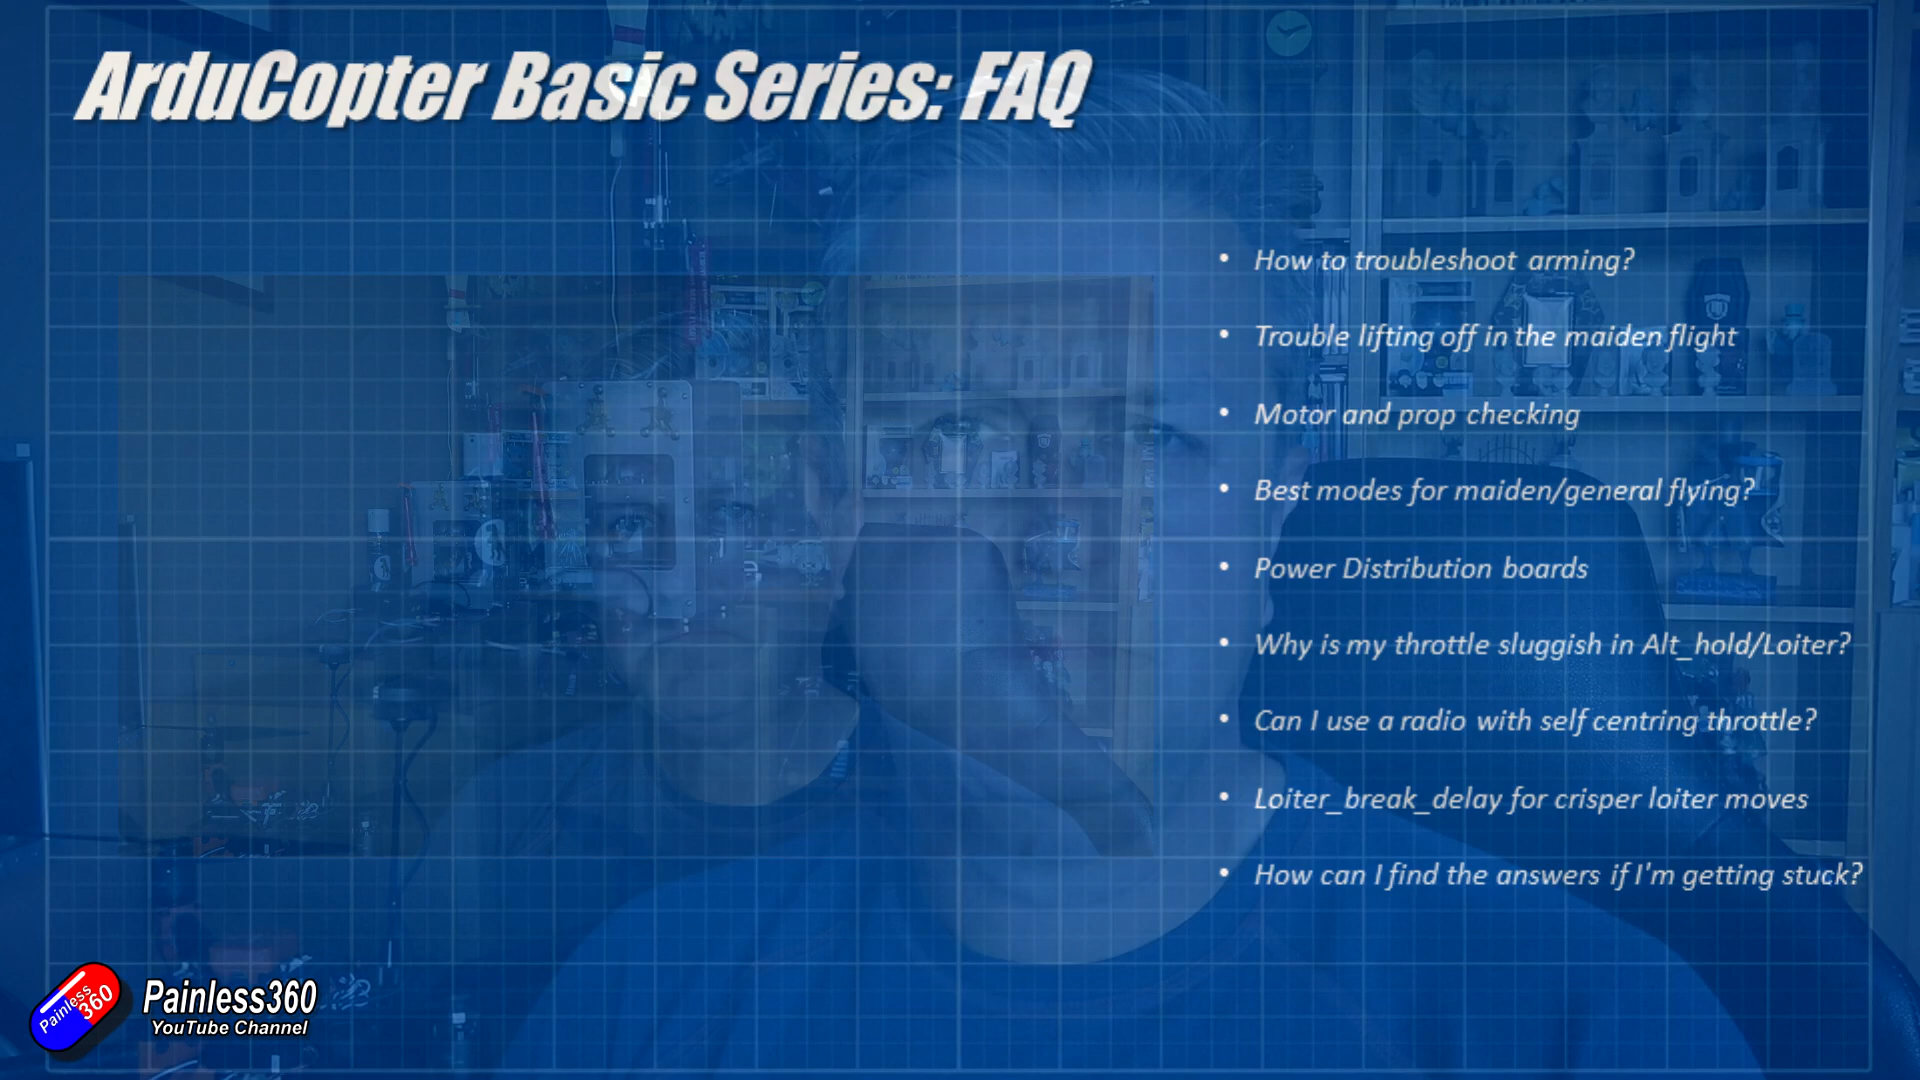 ArduCopter Basic Series: FAQ
• How to troubleshoot arming?
• Trouble lifting off in the maiden flight
• Motor and prop checking
• Best modes for maiden/general flying?
• Power Distribution boards
• Why is my throttle sluggish in Alt_hold/Loiter?
• Can I use a radio with self centring throttle?
• Loiter_break_delay for crisper loiter moves
• How can I find the answers if I'm getting stuck?
Painless
360
Painless360
YouTube Channel